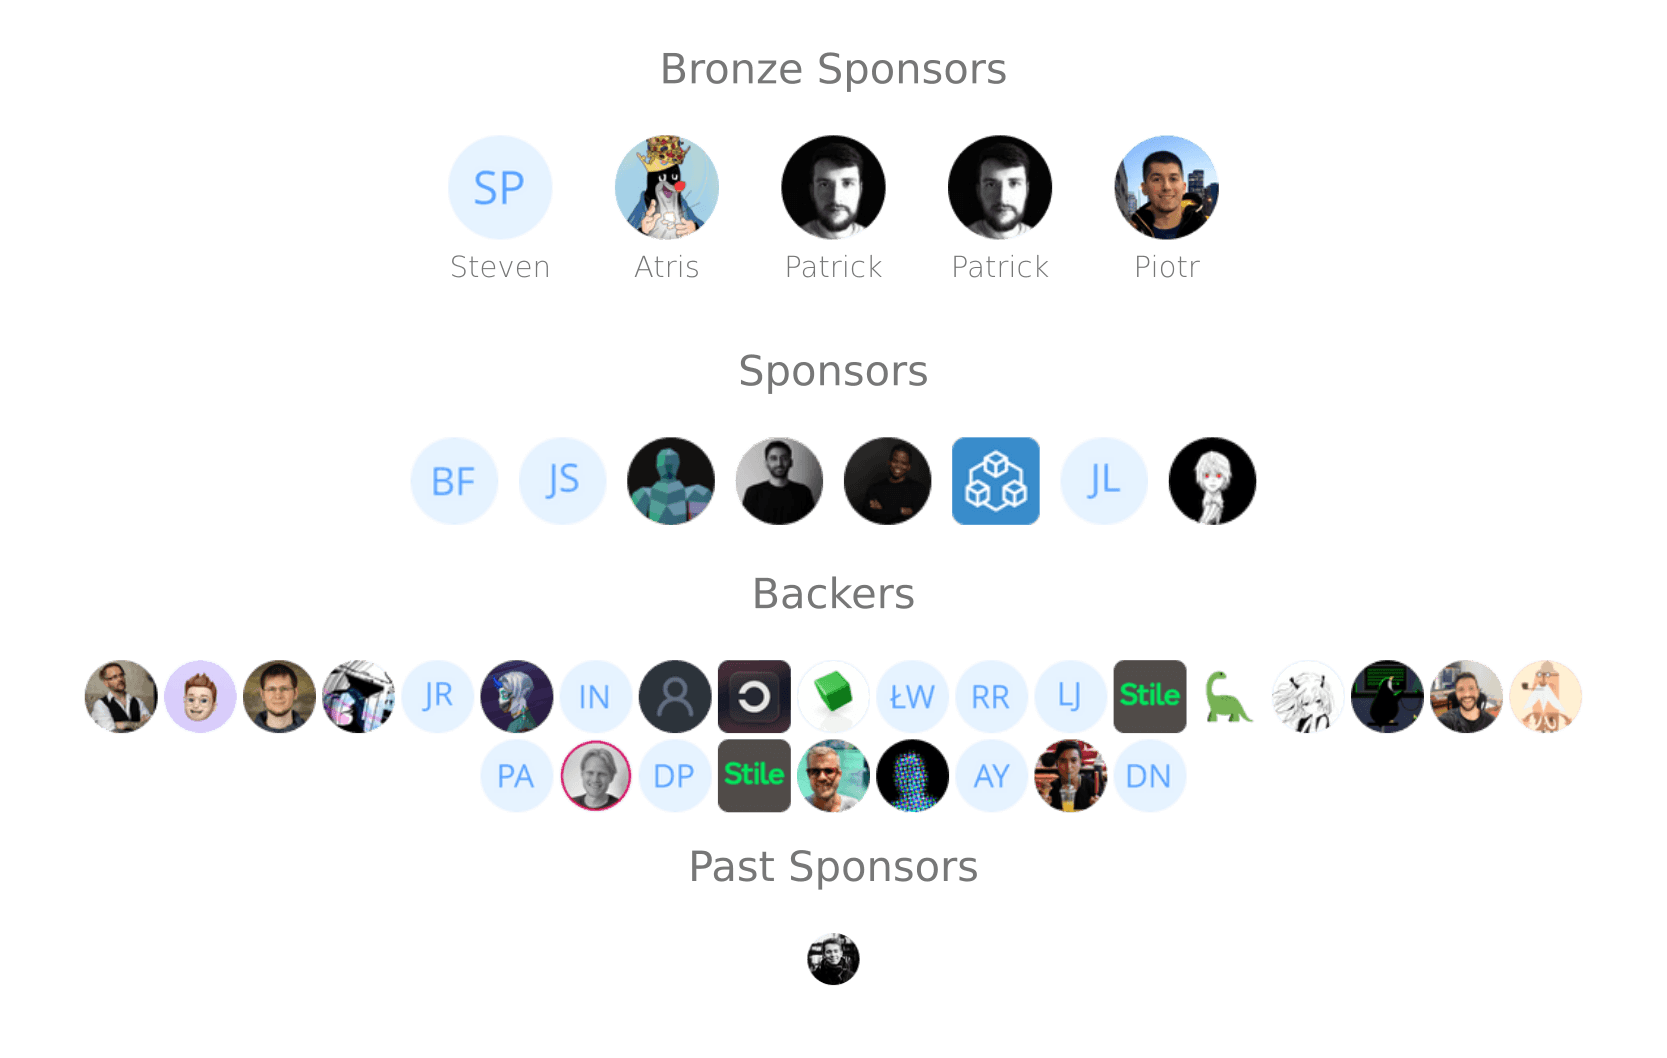 Bronze Sponsors
SP
Steven Atris Patrick Patrick Piotr
Sponsors
BF JS JL
Backers
JR IN ŁW RR LJ Stile
PA DP Stile AY DN
Past Sponsors